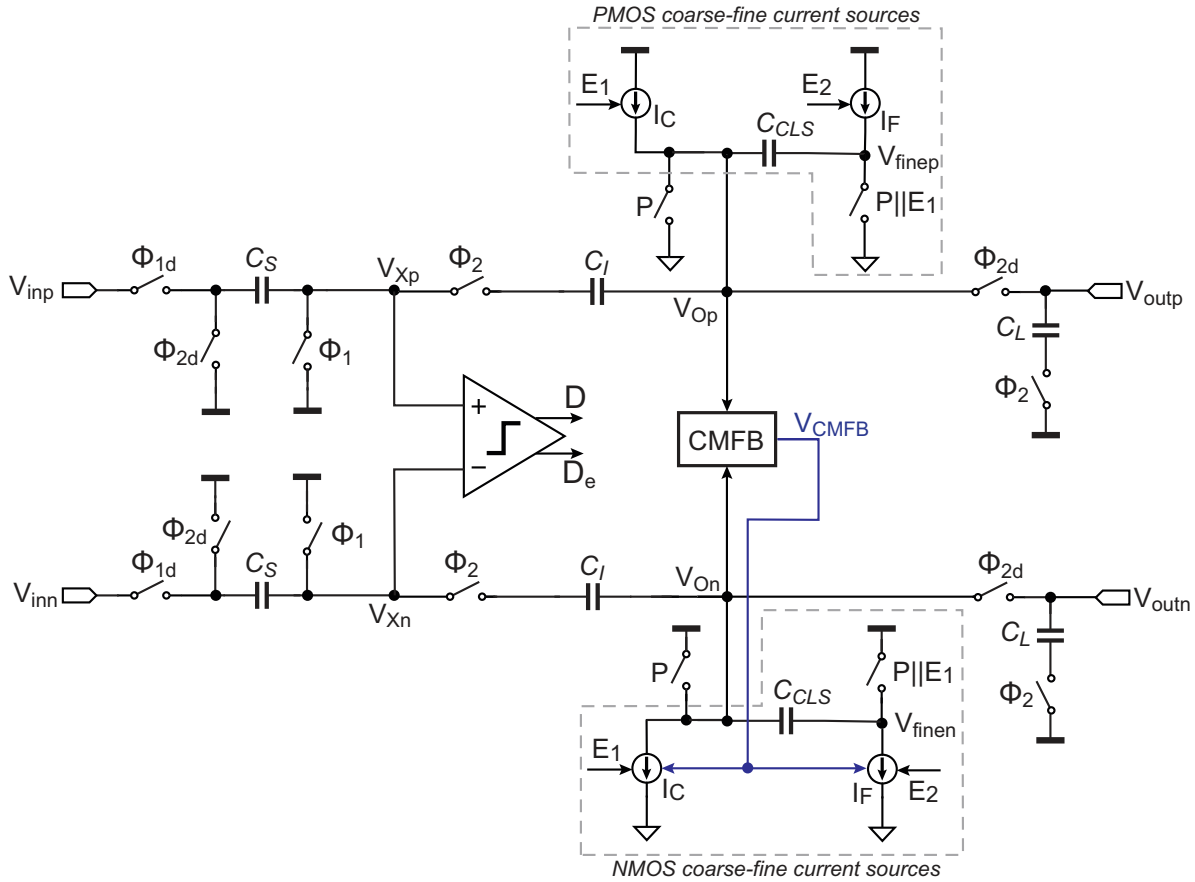 PMOS coarse-fine current sources
E1
IC
E2
IF
CCLS
Vfinep
P
P||E1
Φ1d
CS
VXp
Φ2
CI
Φ2d
Vinp
VOp
Voutp
CL
Φ2d
Φ1
Φ2
D
CMFB
VCMFB
De
Φ2d
Φ1
Φ1d
CS
Φ2
CI
VOn
Φ2d
Vinn
VXn
Voutn
CL
P
P||E1
CCLS
Φ2
Vfinen
E1
IC
IF
E2
NMOS coarse-fine current sources